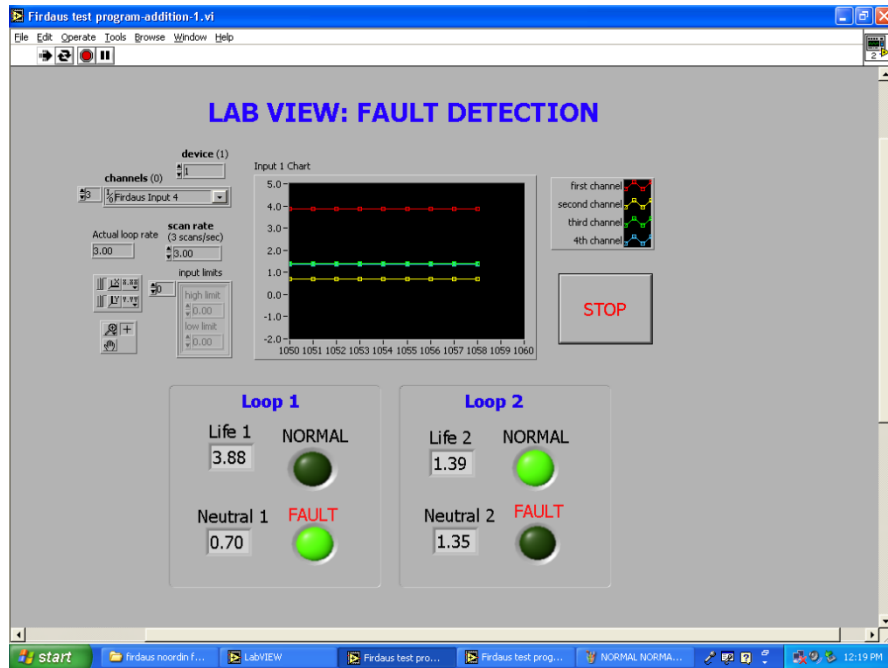 Firdaus test program-addition-1.vi
File Edit Operate Tools Browse Window Help
2
LAB VIEW: FAULT DETECTION
device (1)
1
channels (0)
3 Firdaus Input 4
Actual loop rate
3.00
scan rate
(3 scans/sec)
3.00
input limits
0
high limit
0.00
low limit
0.00
Input 1 Chart
5.0
4.0
3.0
2.0
1.0
0.0
-1.0
-2.0
1050 1051 1052 1053 1054 1055 1056 1057 1058 1059 1060
first channel
second channel
third channel
4th channel
STOP
Loop 1
Life 1 NORMAL
3.88
Neutral 1 FAULT
0.70
Loop 2
Life 2 NORMAL
1.39
Neutral 2 FAULT
1.35
start firdaus noordin f... LabVIEW Firdaus test pro... Firdaus test prog... NORMAL NORMA... 12:19 PM